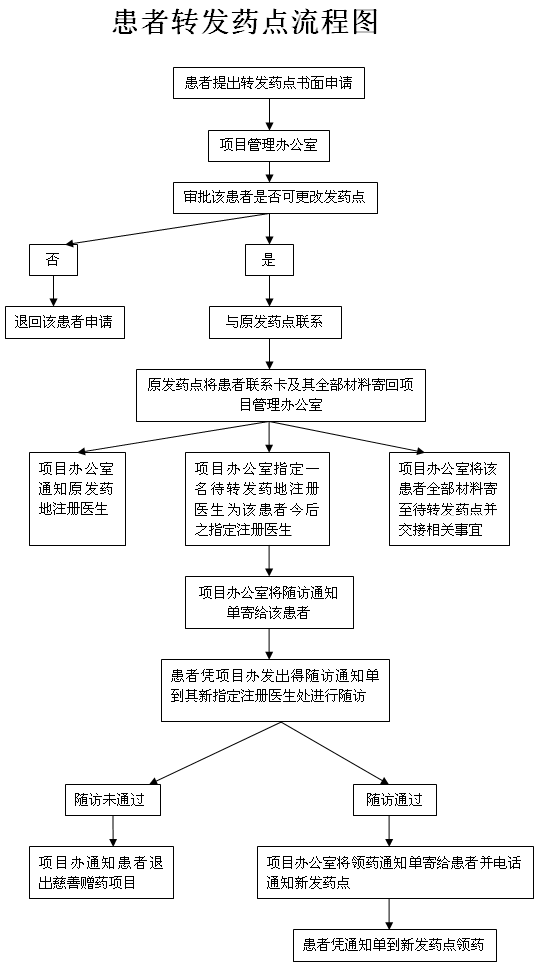 患者转发药点流程图
患者提出转发药点书面申请
项目管理办公室
审批该患者是否可更改发药点
否
是
退回该患者申请
与原发药点联系
原发药点将患者联系卡及其全部材料寄回项
目管理办公室
项目办公室
通知原发药
地注册医生
项目办公室指定一
名待转发药地注册
医生为该患者今后
之指定注册医生
项目办公室将该
患者全部材料寄
至待转发药点并
交接相关事宜
项目办公室将随访通知
单寄给该患者
患者凭项目办发出得随访通知单
到其新指定注册医生处进行随访
随访未通过
随访通过
项目办通知患者退
出慈善赠药项目
项目办公室将领药通知单寄给患者并电话
通知新发药点
患者凭通知单到新发药点领药